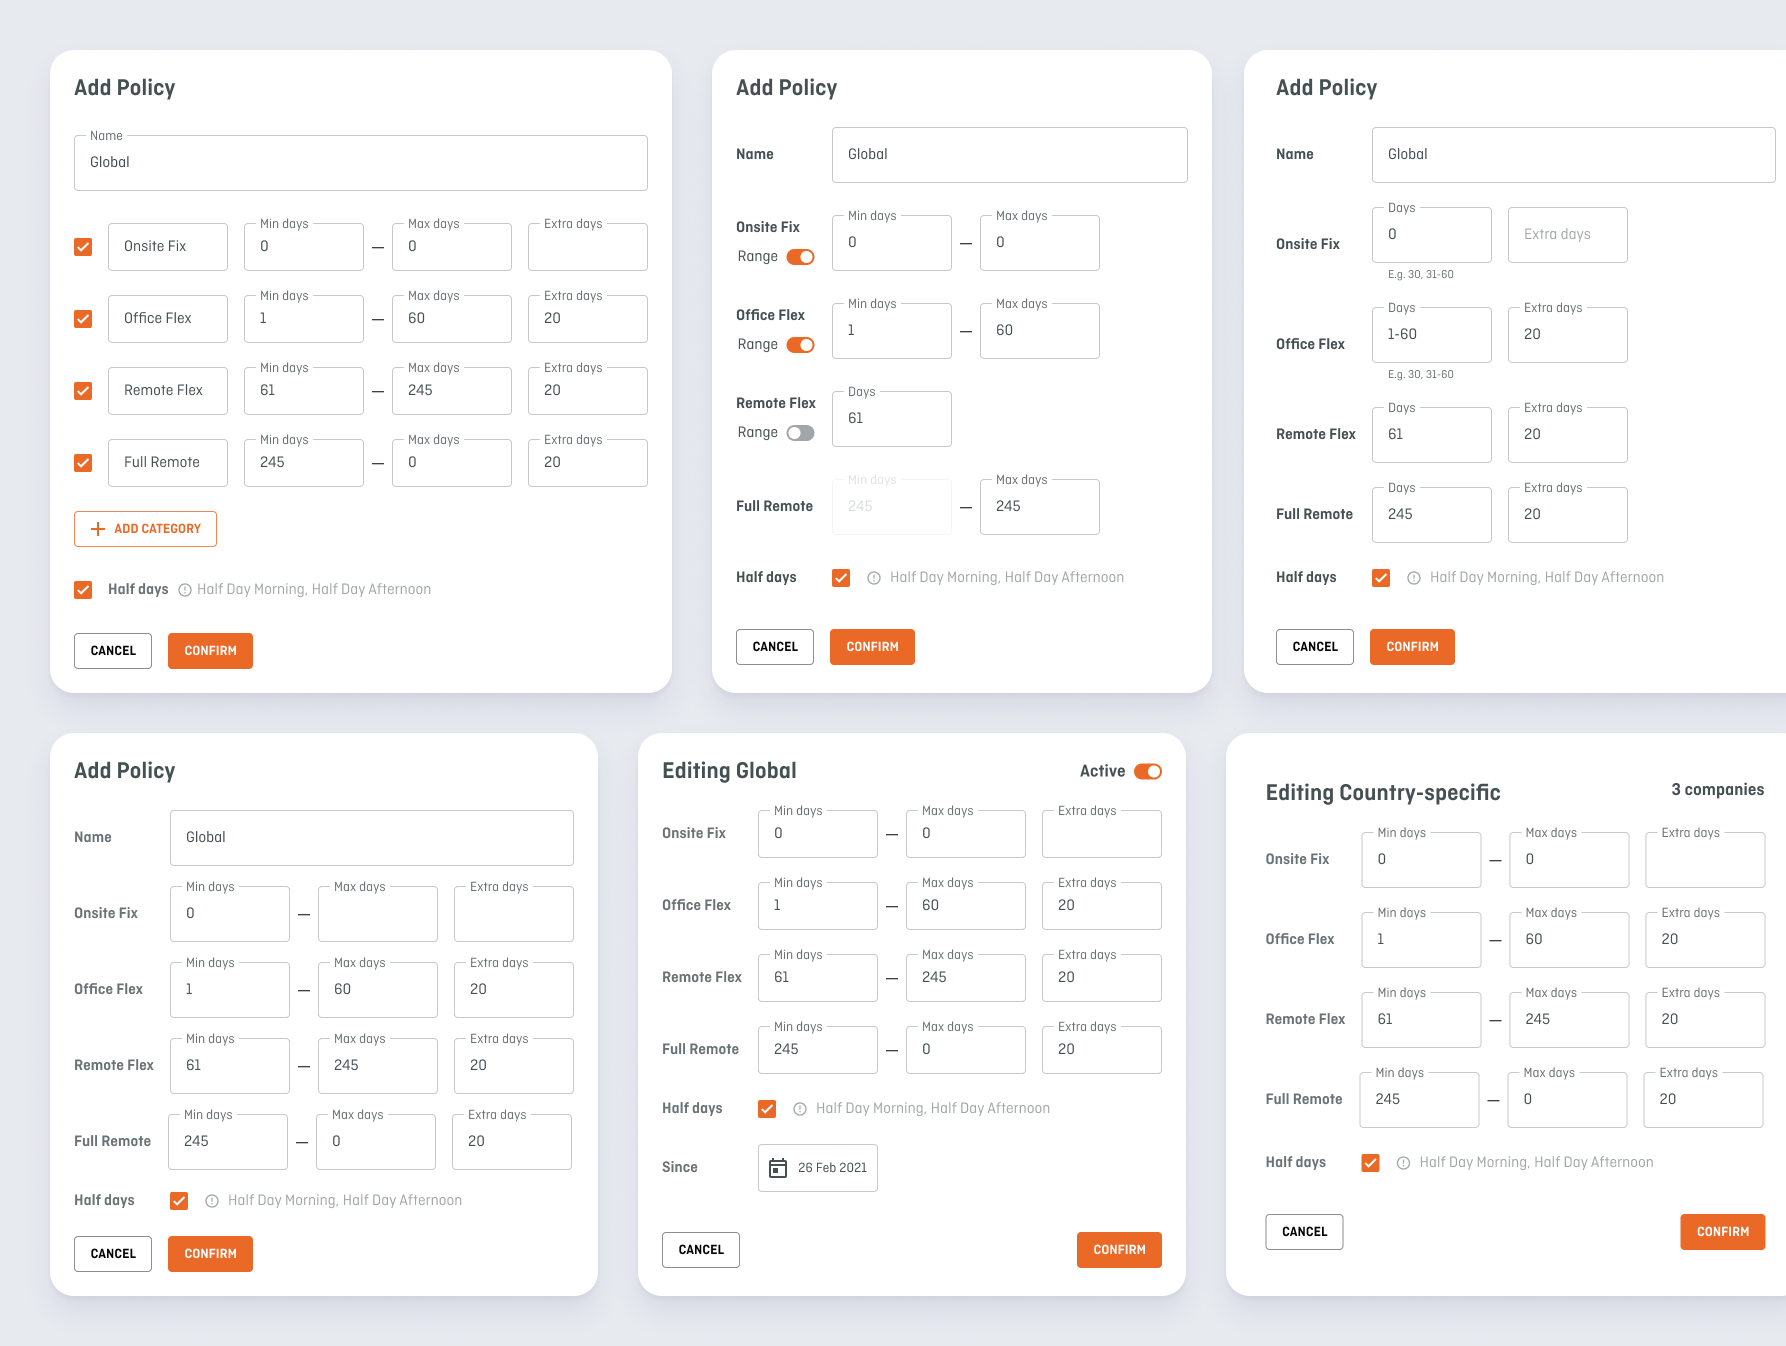 Add Policy
Name
Global
Min days Max days Extra days
Onsite Fix 0 — 0
Min days Max days Extra days
Office Flex 1 — 60 20
Min days Max days Extra days
Remote Flex 61 — 245 20
Min days Max days Extra days
Full Remote 245 — 0 20
+ ADD CATEGORY
Half days Half Day Morning, Half Day Afternoon
CANCEL CONFIRM
Add Policy
Name Global
Min days Max days
Onsite Fix
0 — 0
Range
Min days Max days
Office Flex
1 — 60
Range
Days
Remote Flex
61
Range
Min days Max days
Full Remote 245 — 245
Half days Half Day Morning, Half Day Afternoon
CANCEL CONFIRM
Add Policy
Name Global
Days
Onsite Fix 0 Extra days
E.g. 30, 31-60
Days Extra days
Office Flex 1-60 20
E.g. 30, 31-60
Days Extra days
Remote Flex 61 20
Days Extra days
Full Remote 245 20
Half days Half Day Morning, Half Day Afternoon
CANCEL CONFIRM
Add Policy
Name Global
Min days Max days Extra days
Onsite Fix 0 —
Min days Max days Extra days
Office Flex 1 — 60 20
Min days Max days Extra days
Remote Flex 61 — 245 20
Min days Max days Extra days
Full Remote 245 — 0 20
Half days Half Day Morning, Half Day Afternoon
CANCEL CONFIRM
Editing Global Active
Min days Max days Extra days
Onsite Fix 0 — 0
Min days Max days Extra days
Office Flex 1 — 60 20
Min days Max days Extra days
Remote Flex 61 — 245 20
Min days Max days Extra days
Full Remote 245 — 0 20
Half days Half Day Morning, Half Day Afternoon
Since 26 Feb 2021
CANCEL CONFIRM
Editing Country-specific 3 companies
Min days Max days Extra days
Onsite Fix 0 — 0
Min days Max days Extra days
Office Flex 1 — 60 20
Min days Max days Extra days
Remote Flex 61 — 245 20
Min days Max days Extra days
Full Remote 245 — 0 20
Half days Half Day Morning, Half Day Afternoon
CANCEL CONFIRM